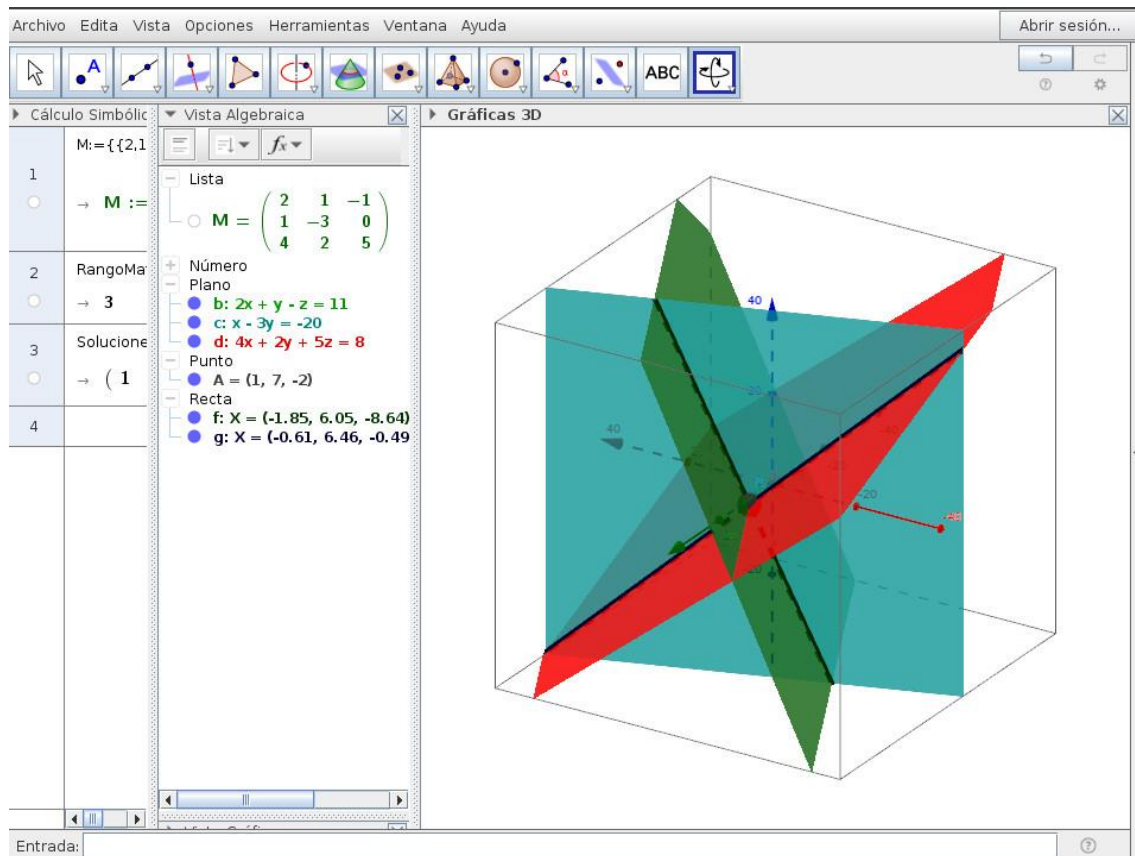 Archivo Edita Vista Opciones Herramientas Ventana Ayuda
Abrir sesión...
A
α
ABC
Cálculo Simbólic
Vista Algebraica
Gráficas 3D
M:={{2,1
1
→ M :=
2
RangoMa
→ 3
3
Solucione
→ ( 1
4
fx
Lista
M = ( 2 1 −1
1 −3 0
4 2 5 )
Número
Plano
b: 2x + y - z = 11
c: x - 3y = -20
d: 4x + 2y + 5z = 8
Punto
A = (1, 7, -2)
Recta
f: X = (-1.85, 6.05, -8.64)
g: X = (-0.61, 6.46, -0.49
40
40
-20
-40
Entrada: